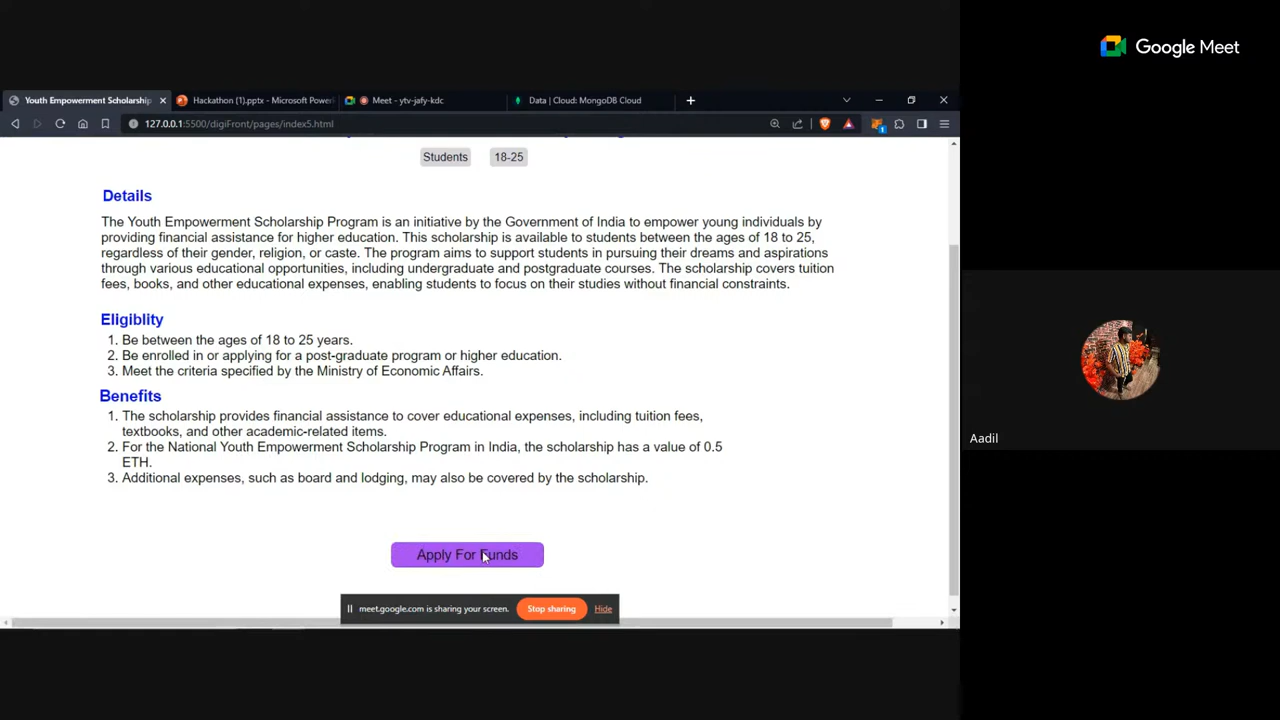 Google Meet
Youth Empowerment Scholarship
Hackathon (1).pptx - Microsoft Power
Meet - ytv-jafy-kdc
Data | Cloud: MongoDB Cloud
127.0.0.1:5500/digiFront/pages/index5.html
1
Students 18-25
Details
The Youth Empowerment Scholarship Program is an initiative by the Government of India to empower young individuals by
providing financial assistance for higher education. This scholarship is available to students between the ages of 18 to 25,
regardless of their gender, religion, or caste. The program aims to support students in pursuing their dreams and aspirations
through various educational opportunities, including undergraduate and postgraduate courses. The scholarship covers tuition
fees, books, and other educational expenses, enabling students to focus on their studies without financial constraints.
Eligiblity
1. Be between the ages of 18 to 25 years.
2. Be enrolled in or applying for a post-graduate program or higher education.
3. Meet the criteria specified by the Ministry of Economic Affairs.
Benefits
1. The scholarship provides financial assistance to cover educational expenses, including tuition fees,
textbooks, and other academic-related items.
2. For the National Youth Empowerment Scholarship Program in India, the scholarship has a value of 0.5
ETH.
3. Additional expenses, such as board and lodging, may also be covered by the scholarship.
Apply For Funds
meet.google.com is sharing your screen. Stop sharing Hide
Aadil